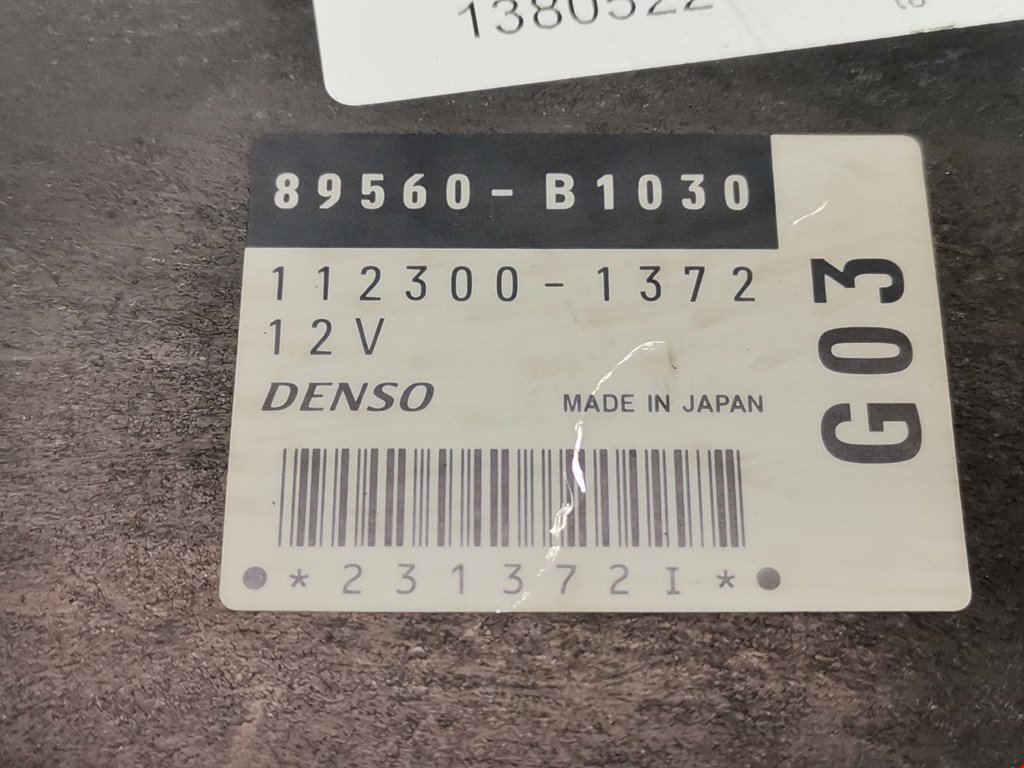 1380522
89560-B1030
112300-1372
12V
DENSO MADE IN JAPAN
*231372I*
G03